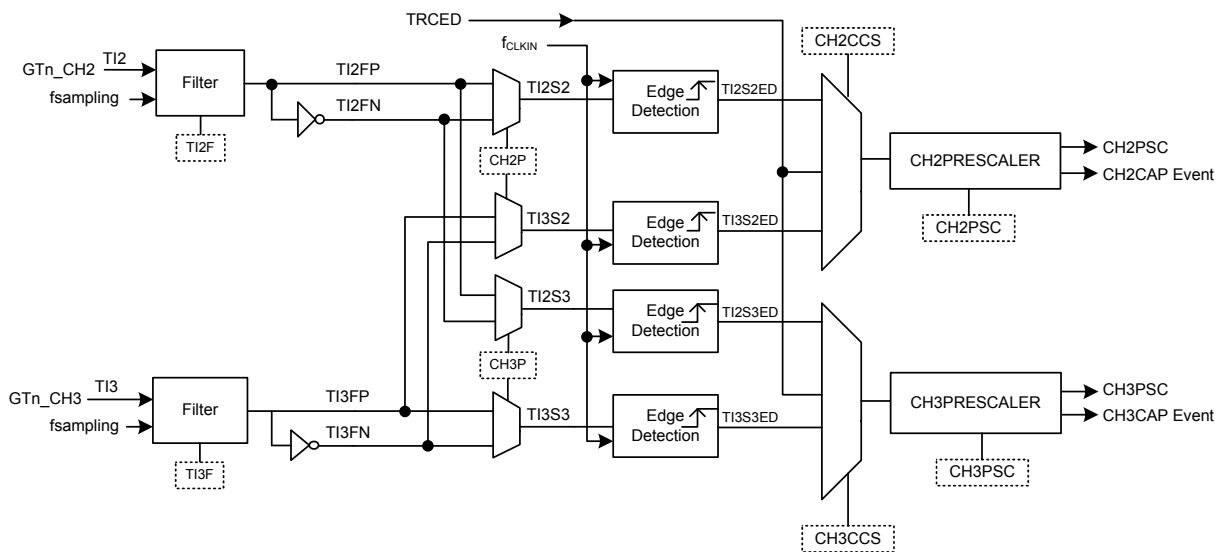 TRCED
fCLKIN
CH2CCS
GTn_CH2
TI2
fsampling
Filter
TI2F
TI2FP
TI2FN
CH2P
TI2S2
Edge
Detection
TI2S2ED
CH2PRESCALER
CH2PSC
CH2CAP Event
CH2PSC
TI3S2
Edge
Detection
TI3S2ED
TI2S3
Edge
Detection
TI2S3ED
CH3P
GTn_CH3
TI3
fsampling
Filter
TI3F
TI3FP
TI3FN
TI3S3
Edge
Detection
TI3S3ED
CH3PRESCALER
CH3PSC
CH3CAP Event
CH3PSC
CH3CCS